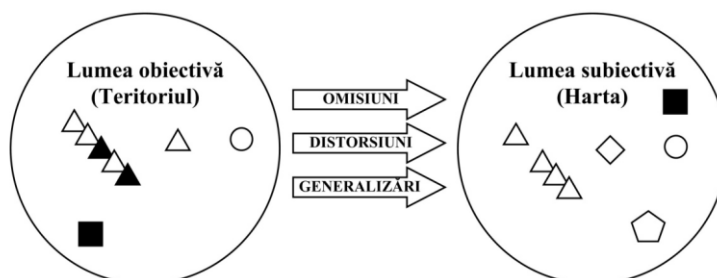 Lumea obiectivă
(Teritoriul)
OMISIUNI
DISTORSIUNI
GENERALIZĂRI
Lumea subiectivă
(Harta)